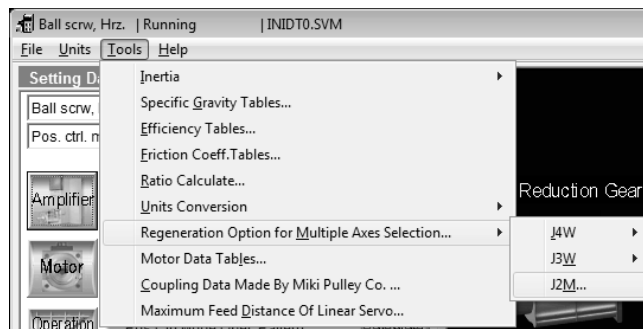 Ball scrw, Hrz. | Running | INIDT0.SVM
File Units Tools Help
Setting D
Ball scrw,
Pos. ctrl. m
Amplifier
Motor
Operation
Inertia
Specific Gravity Tables...
Efficiency Tables...
Friction Coeff.Tables...
Ratio Calculate...
Units Conversion
Regeneration Option for Multiple Axes Selection...
Motor Data Tables...
Coupling Data Made By Miki Pulley Co. ...
Maximum Feed Distance Of Linear Servo...
J4W
J3W
J2M...
Reduction Gear